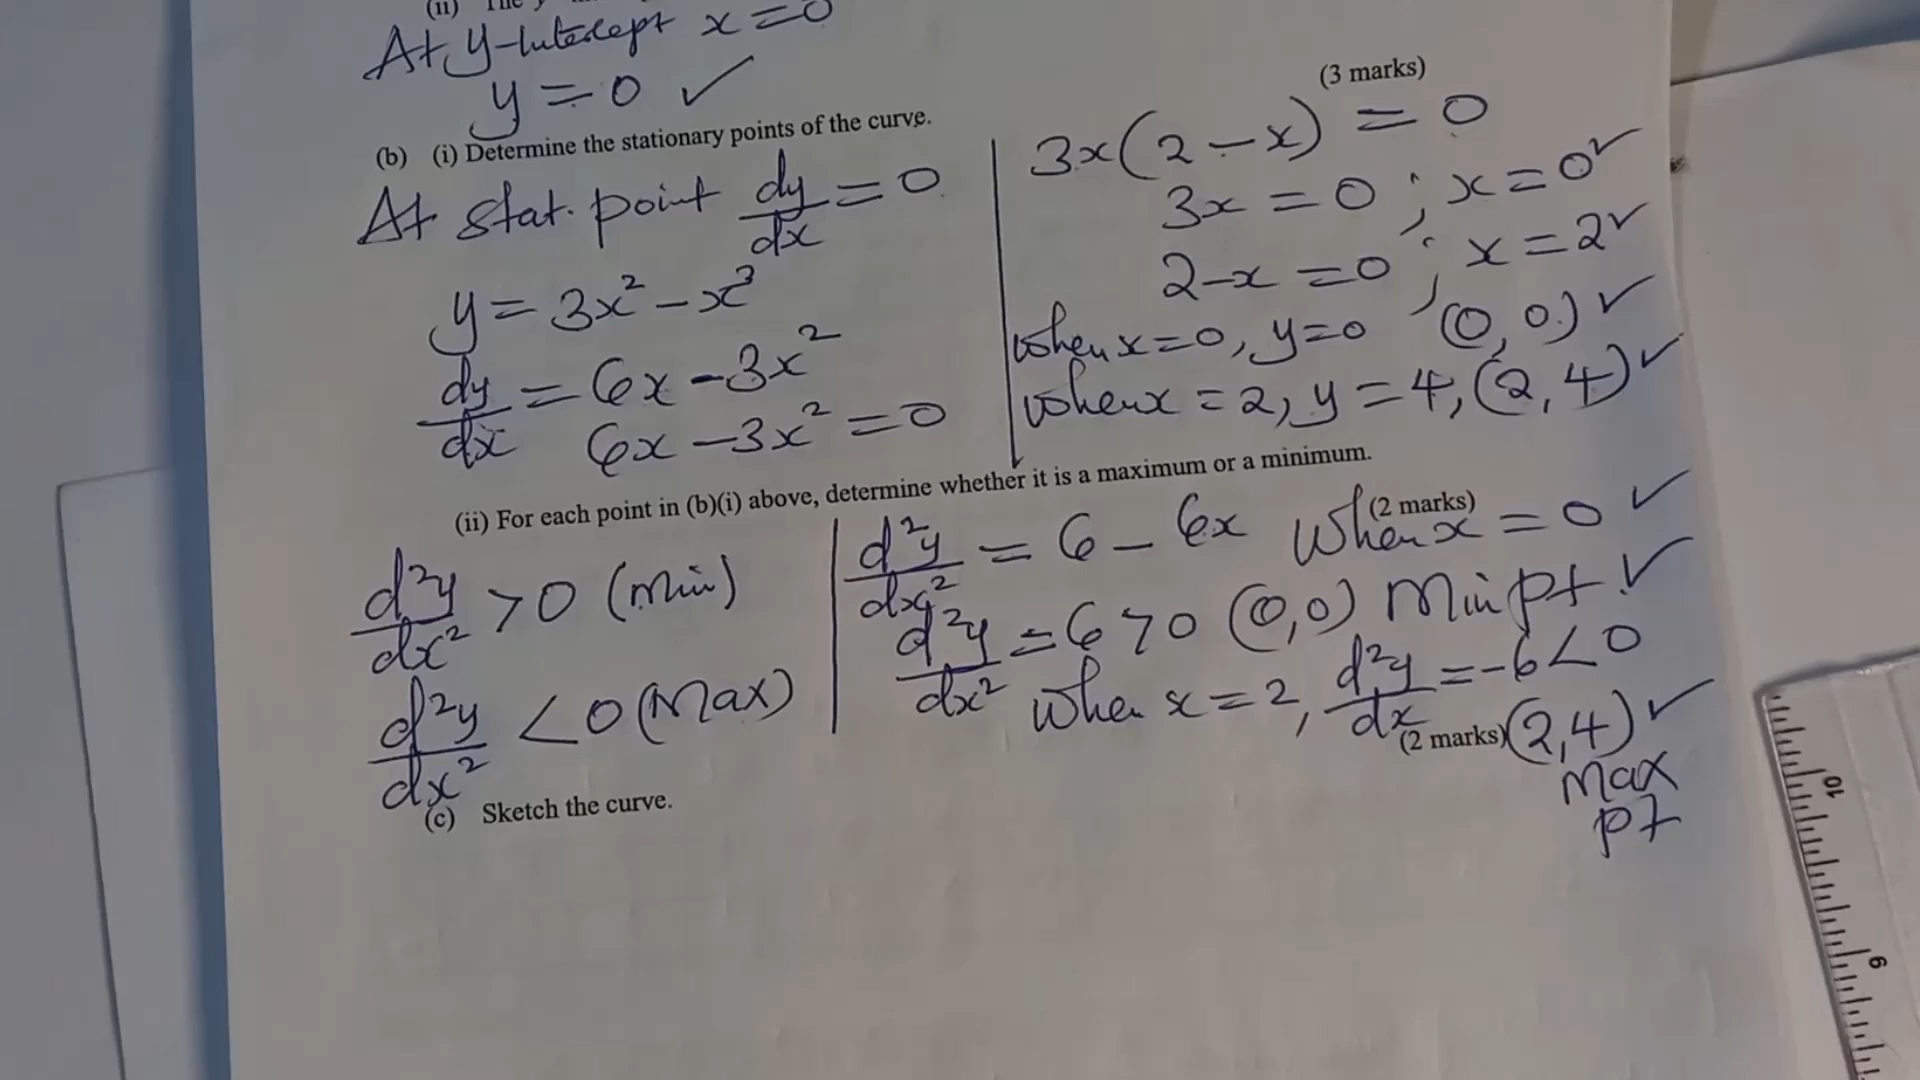 (ii) The y
At y-Intercept x = 0
y = 0 ✓
(3 marks)
(b) (i) Determine the stationary points of the curve.
At stat. point dy/dx = 0
y = 3x² - x³
dy/dx = 6x - 3x²
6x - 3x² = 0
3x(2 - x) = 0
3x = 0 ; x = 0 ✓
2 - x = 0 ; x = 2 ✓
when x = 0, y = 0 (0, 0) ✓
when x = 2, y = 4, (2, 4) ✓
(ii) For each point in (b)(i) above, determine whether it is a maximum or a minimum.
(2 marks)
d²y/dx² > 0 (Min)
d²y/dx² < 0 (Max)
d²y/dx² = 6 - 6x When x = 0 ✓
d²y/dx² = 6 > 0 (0,0) Min pt. ✓
When x = 2, d²y/dx = -6 < 0
(2 marks) (2,4) ✓
Max
pt
(c) Sketch the curve.
10
9